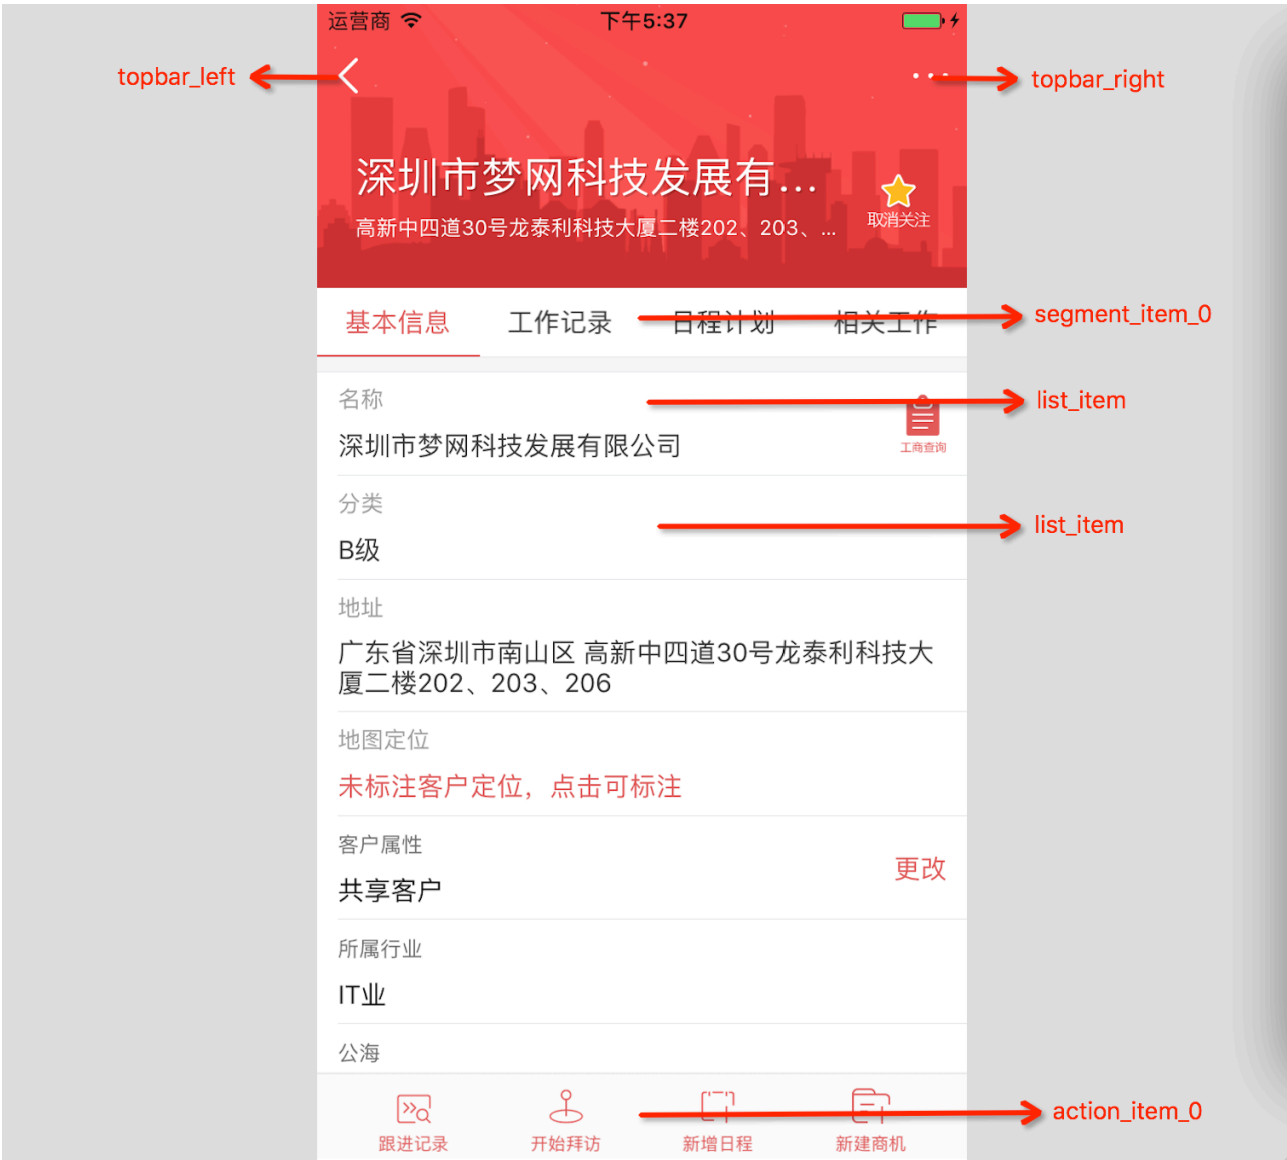 运营商 下午5:37
topbar_left
topbar_right
深圳市梦网科技发展有...
高新中四道30号龙泰利科技大厦二楼202、203、...
取消关注
基本信息 工作记录 日程计划 相关工作
segment_item_0
名称
list_item
深圳市梦网科技发展有限公司
工商查询
分类
list_item
B级
地址
广东省深圳市南山区 高新中四道30号龙泰利科技大
厦二楼202、203、206
地图定位
未标注客户定位，点击可标注
客户属性
共享客户
更改
所属行业
IT业
公海
action_item_0
跟进记录 开始拜访 新增日程 新建商机